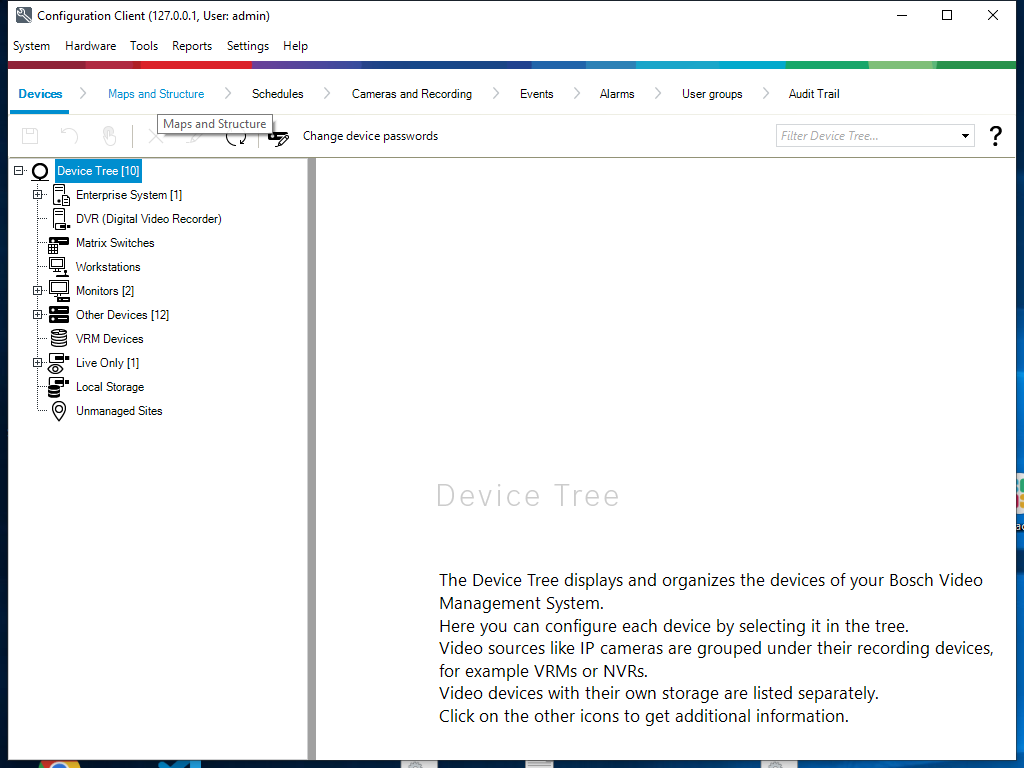 Configuration Client (127.0.0.1, User: admin)
System Hardware Tools Reports Settings Help
Devices Maps and Structure Schedules Cameras and Recording Events Alarms User groups Audit Trail
Maps and Structure
Change device passwords
Filter Device Tree...
?
Device Tree [10]
Enterprise System [1]
DVR (Digital Video Recorder)
Matrix Switches
Workstations
Monitors [2]
Other Devices [12]
VRM Devices
Live Only [1]
Local Storage
Unmanaged Sites
Device Tree
The Device Tree displays and organizes the devices of your Bosch Video
Management System.
Here you can configure each device by selecting it in the tree.
Video sources like IP cameras are grouped under their recording devices,
for example VRMs or NVRs.
Video devices with their own storage are listed separately.
Click on the other icons to get additional information.